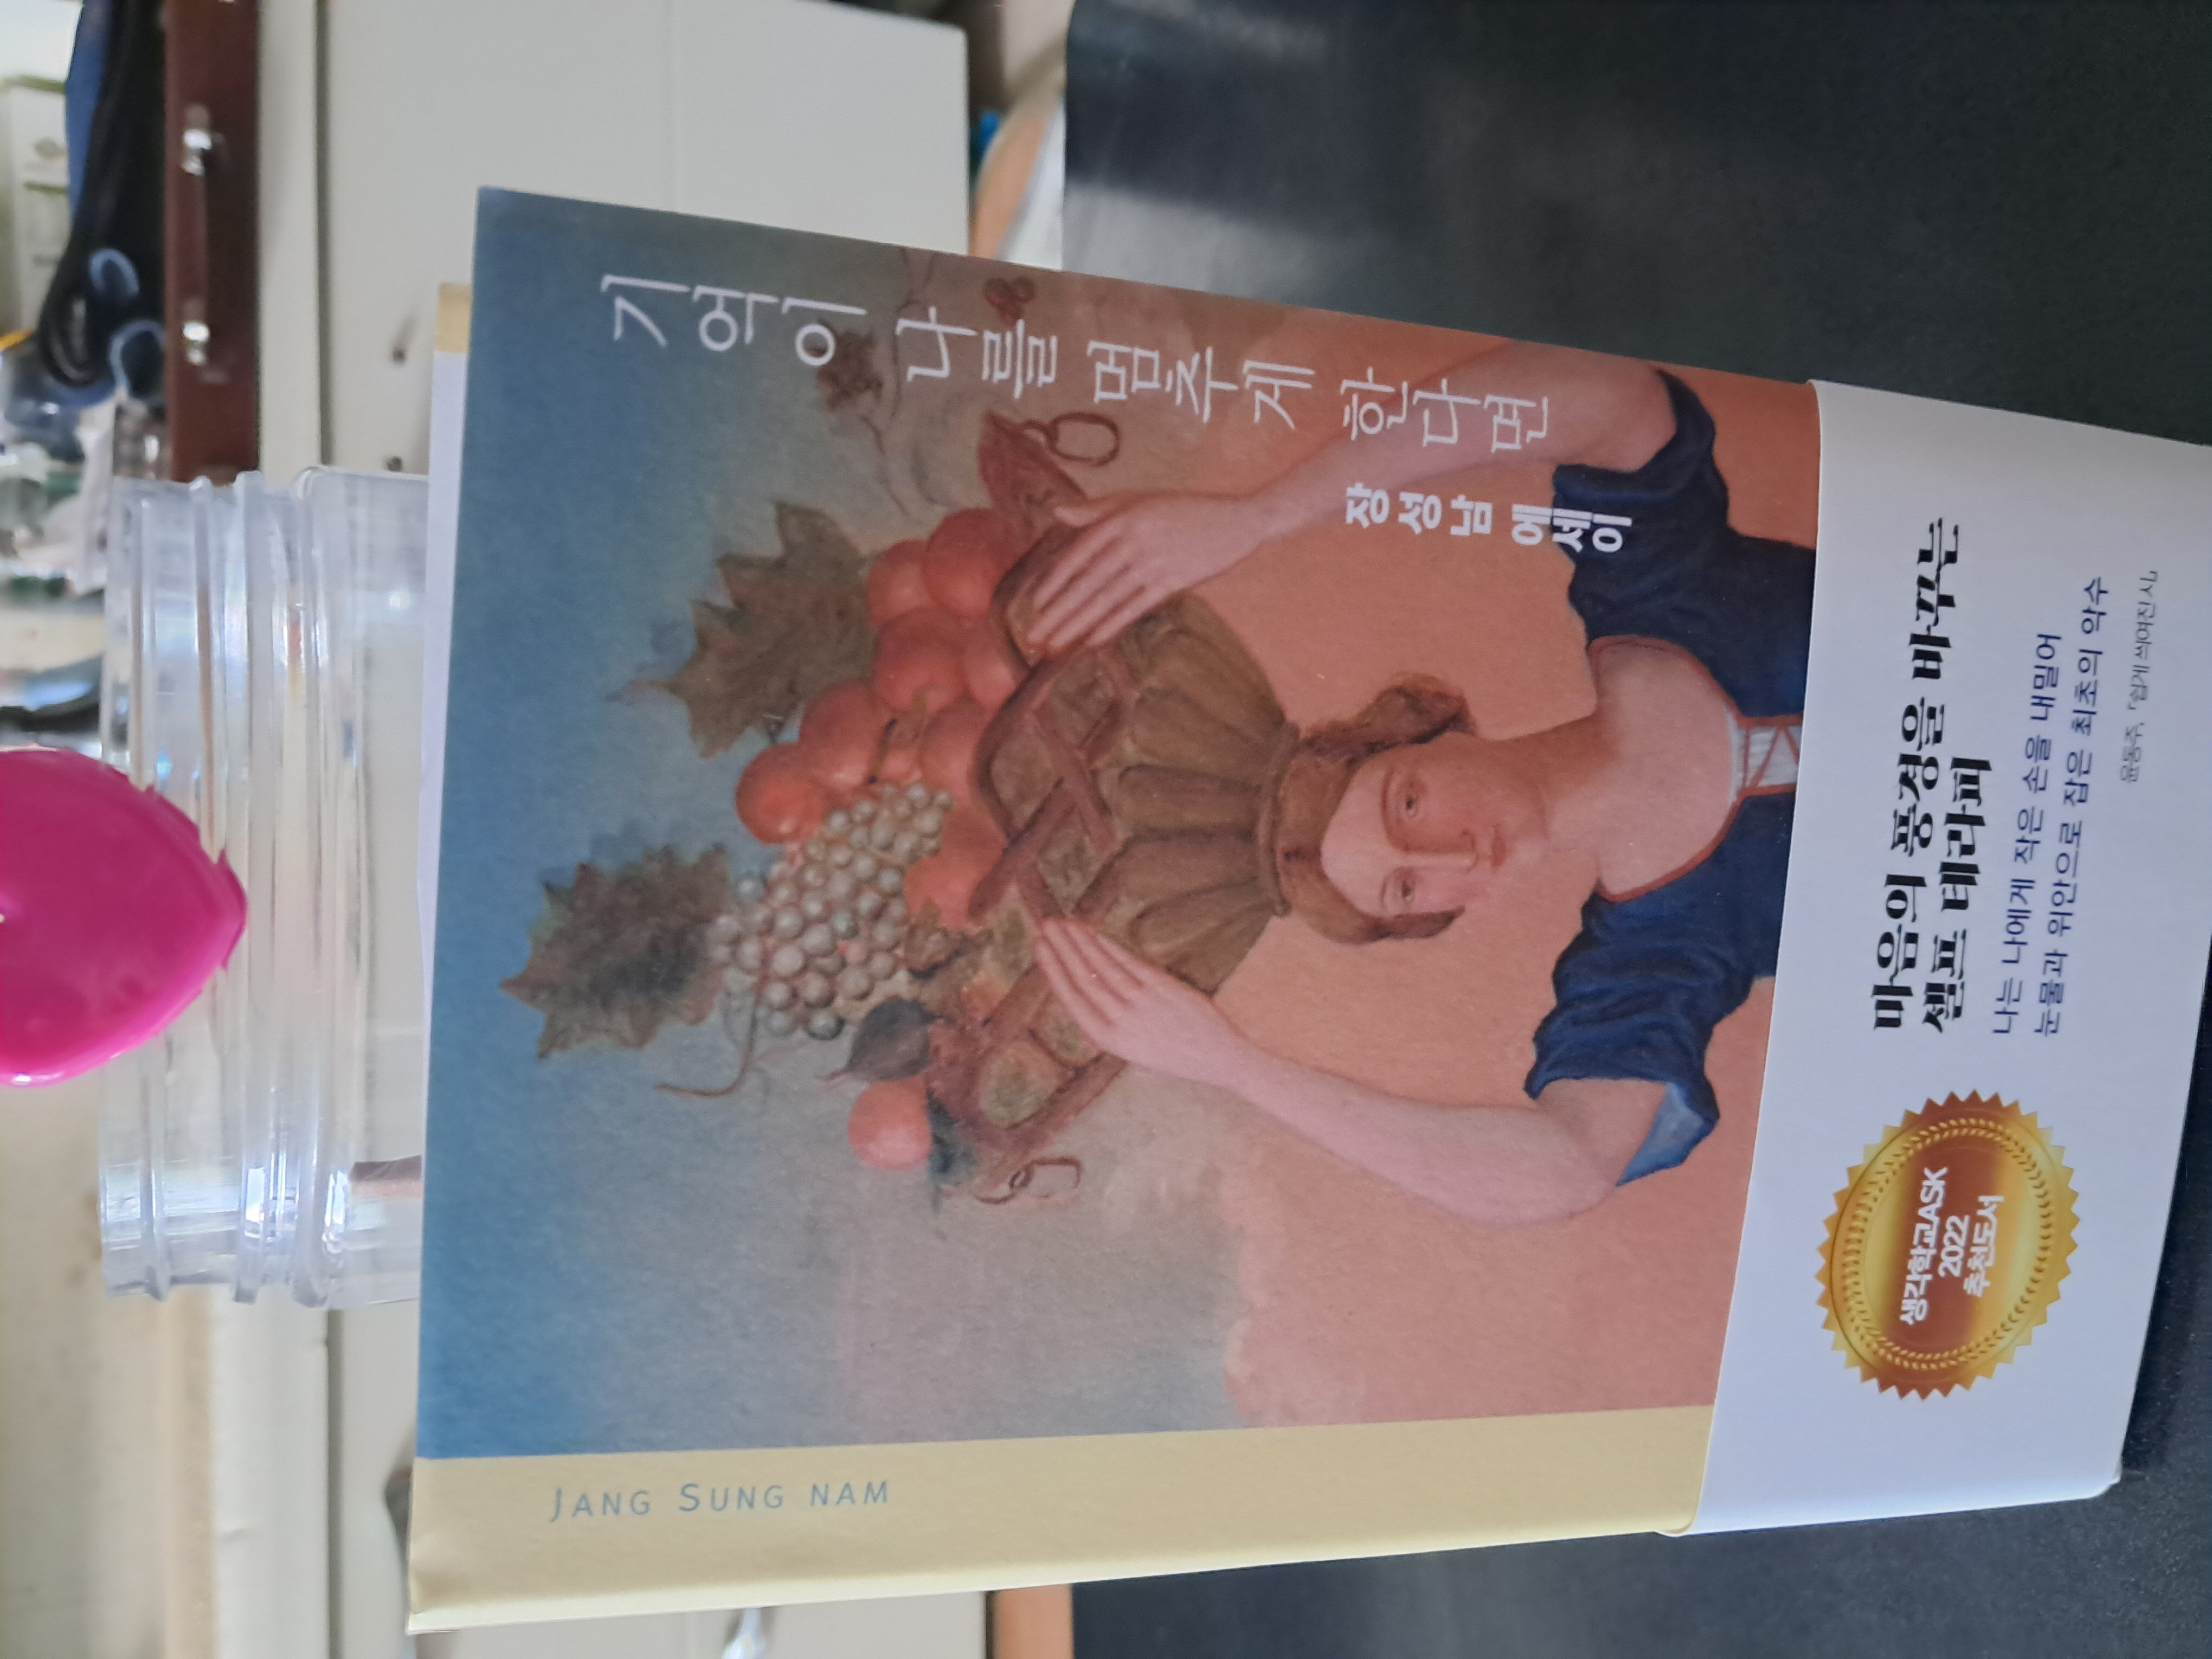 기억이 나를 멈추게 한다면
장성남 에세이
JANG SUNG NAM
마음의 풍경을 바꾸는
셀프 테라피
나는 나에게 작은 손을 내밀어
눈물과 위안으로 잡은 최초의 악수
윤동주, 「쉽게 씌여진 시」
생각학교ASK
2022
추천도서